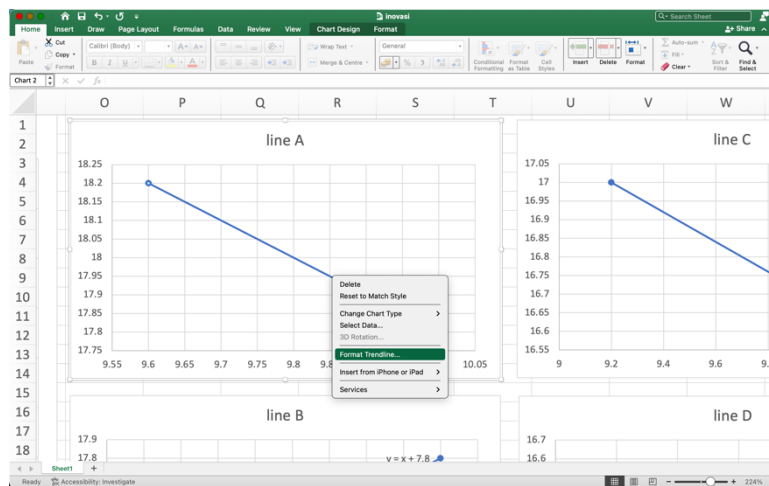 inovasi
Search Sheet
Home Insert Draw Page Layout Formulas Data Review View Chart Design Format
Share
Paste
Cut
Copy
Format
Calibri (Body)
A+ A-
B I U
A
Wrap Text
Merge & Centre
General
% )
Conditional Formatting
Format as Table
Cell Styles
Insert Delete Format
Auto-sum
Fill
Clear
Sort & Filter
Find & Select
Chart 2
fx
O P Q R S T U V W
1
2
3
4
5
6
7
8
9
10
11
12
13
14
15
16
17
18
line A
18.25
18.2
18.15
18.1
18.05
18
17.95
17.9
17.85
17.8
17.75
9.55 9.6 9.65 9.7 9.75 9.8 9.8 10.05
Delete
Reset to Match Style
Change Chart Type
Select Data...
3D Rotation...
Format Trendline...
Insert from iPhone or iPad
Services
line C
17.05
17
16.95
16.9
16.85
16.8
16.75
16.7
16.65
16.6
16.55
9 9.2 9.4 9.6 9.
line B
17.9
17.8
y = x + 7.8
line D
16.7
16.6
Sheet1 +
Ready Accessibility: Investigate
224%